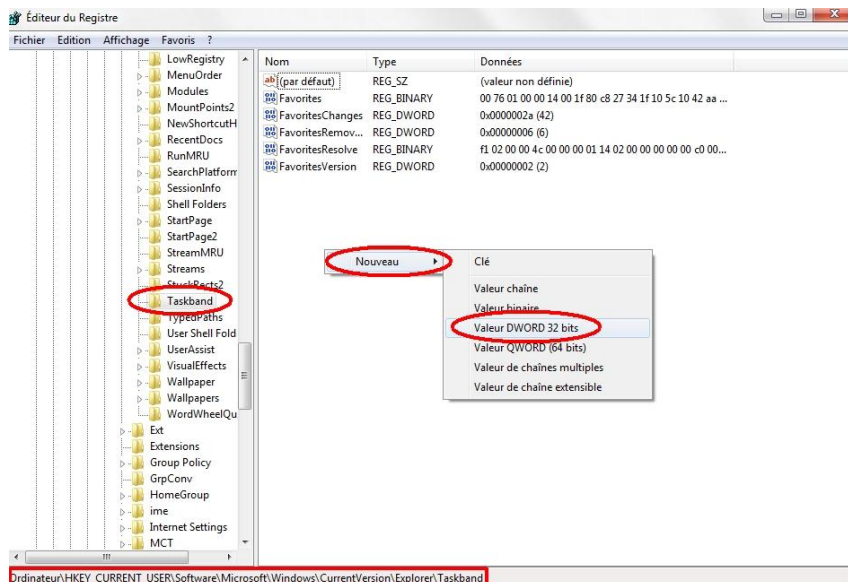 Éditeur du Registre
Fichier Edition Affichage Favoris ?
LowRegistry
MenuOrder
Modules
MountPoints2
NewShortcutH
RecentDocs
RunMRU
SearchPlatform
SessionInfo
Shell Folders
StartPage
StartPage2
StreamMRU
Streams
StuckRects2
Taskband
TypedPaths
User Shell Fold
UserAssist
VisualEffects
Wallpaper
Wallpapers
WordWheelQu
Ext
Extensions
Group Policy
GrpConv
HomeGroup
ime
Internet Settings
MCT
Nom Type Données
ab (par défaut) REG_SZ (valeur non définie)
Favorites REG_BINARY 00 76 01 00 00 14 00 1f 80 c8 27 34 1f 10 5c 10 42 aa ...
FavoritesChanges REG_DWORD 0x0000002a (42)
FavoritesRemov... REG_DWORD 0x00000006 (6)
FavoritesResolve REG_BINARY f1 02 00 00 4c 00 00 00 01 14 02 00 00 00 00 00 c0 00...
FavoritesVersion REG_DWORD 0x00000002 (2)
Nouveau
Clé
Valeur chaîne
Valeur binaire
Valeur DWORD 32 bits
Valeur QWORD (64 bits)
Valeur de chaînes multiples
Valeur de chaîne extensible
Ordinateur\HKEY_CURRENT_USER\Software\Microsoft\Windows\CurrentVersion\Explorer\Taskband